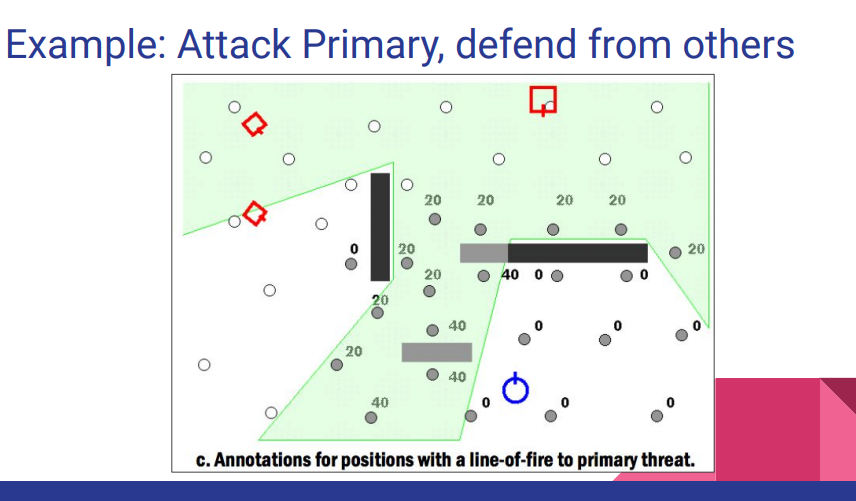 Example: Attack Primary, defend from others
20 20 20 20
0 20 20
20 40 0 0
20
40 0 0 0
20
40
40 0 0 0
c. Annotations for positions with a line-of-fire to primary threat.